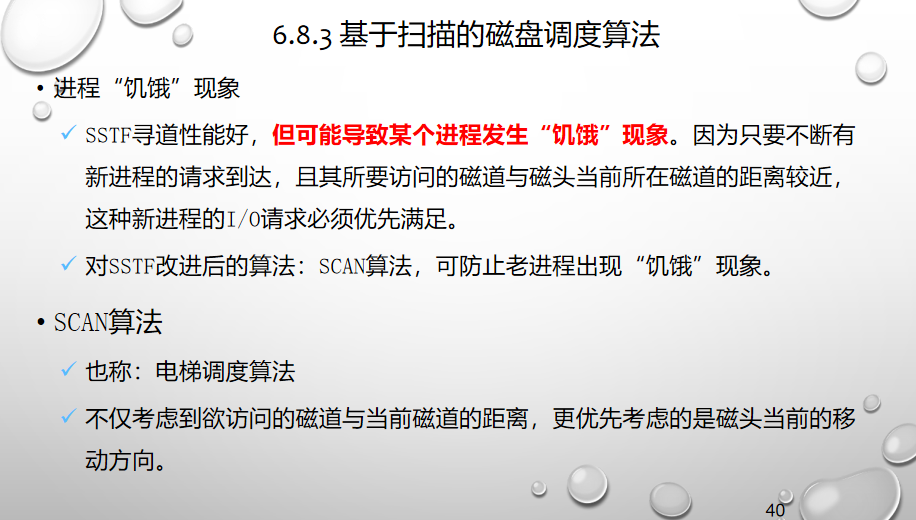 6.8.3 基于扫描的磁盘调度算法
• 进程“饥饿”现象
✓ SSTF寻道性能好，但可能导致某个进程发生“饥饿”现象。因为只要不断有
新进程的请求到达，且其所要访问的磁道与磁头当前所在磁道的距离较近，
这种新进程的I/O请求必须优先满足。
✓ 对SSTF改进后的算法：SCAN算法，可防止老进程出现“饥饿”现象。
• SCAN算法
✓ 也称：电梯调度算法
✓ 不仅考虑到欲访问的磁道与当前磁道的距离，更优先考虑的是磁头当前的移
动方向。
40